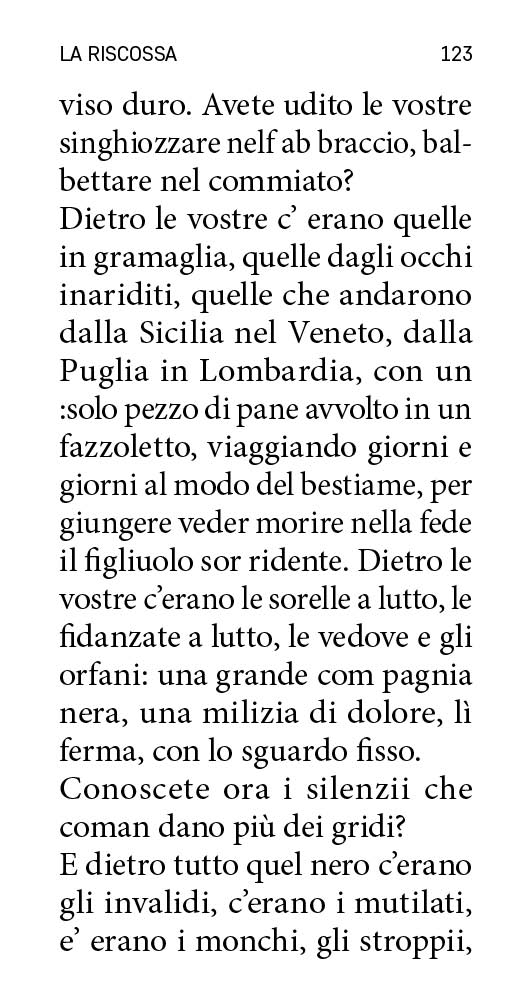 LA RISCOSSA 123
viso duro. Avete udito le vostre
singhiozzare nelf ab braccio, bal-
bettare nel commiato?
Dietro le vostre c’ erano quelle
in gramaglia, quelle dagli occhi
inariditi, quelle che andarono
dalla Sicilia nel Veneto, dalla
Puglia in Lombardia, con un
:solo pezzo di pane avvolto in un
fazzoletto, viaggiando giorni e
giorni al modo del bestiame, per
giungere veder morire nella fede
il figliuolo sor ridente. Dietro le
vostre c’erano le sorelle a lutto, le
fidanzate a lutto, le vedove e gli
orfani: una grande com pagnia
nera, una milizia di dolore, lì
ferma, con lo sguardo fisso.
Conoscete ora i silenzii che
coman dano più dei gridi?
E dietro tutto quel nero c’erano
gli invalidi, c’erano i mutilati,
e’ erano i monchi, gli stroppii,